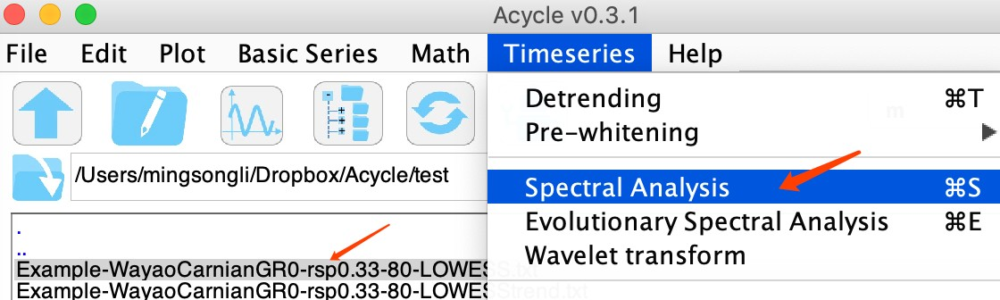 Acycle v0.3.1
File Edit Plot Basic Series Math Timeseries Help
Detrending ⌘T
Pre-whitening
m
/Users/mingsongli/Dropbox/Acycle/test
Spectral Analysis ⌘S
Evolutionary Spectral Analysis ⌘E
Wavelet transform
.
..
Example-WayaoCarnianGR0-rsp0.33-80-LOWESS.txt
Example-WayaoCarnianGR0-rsp0.33-80-LOWESStrend.txt